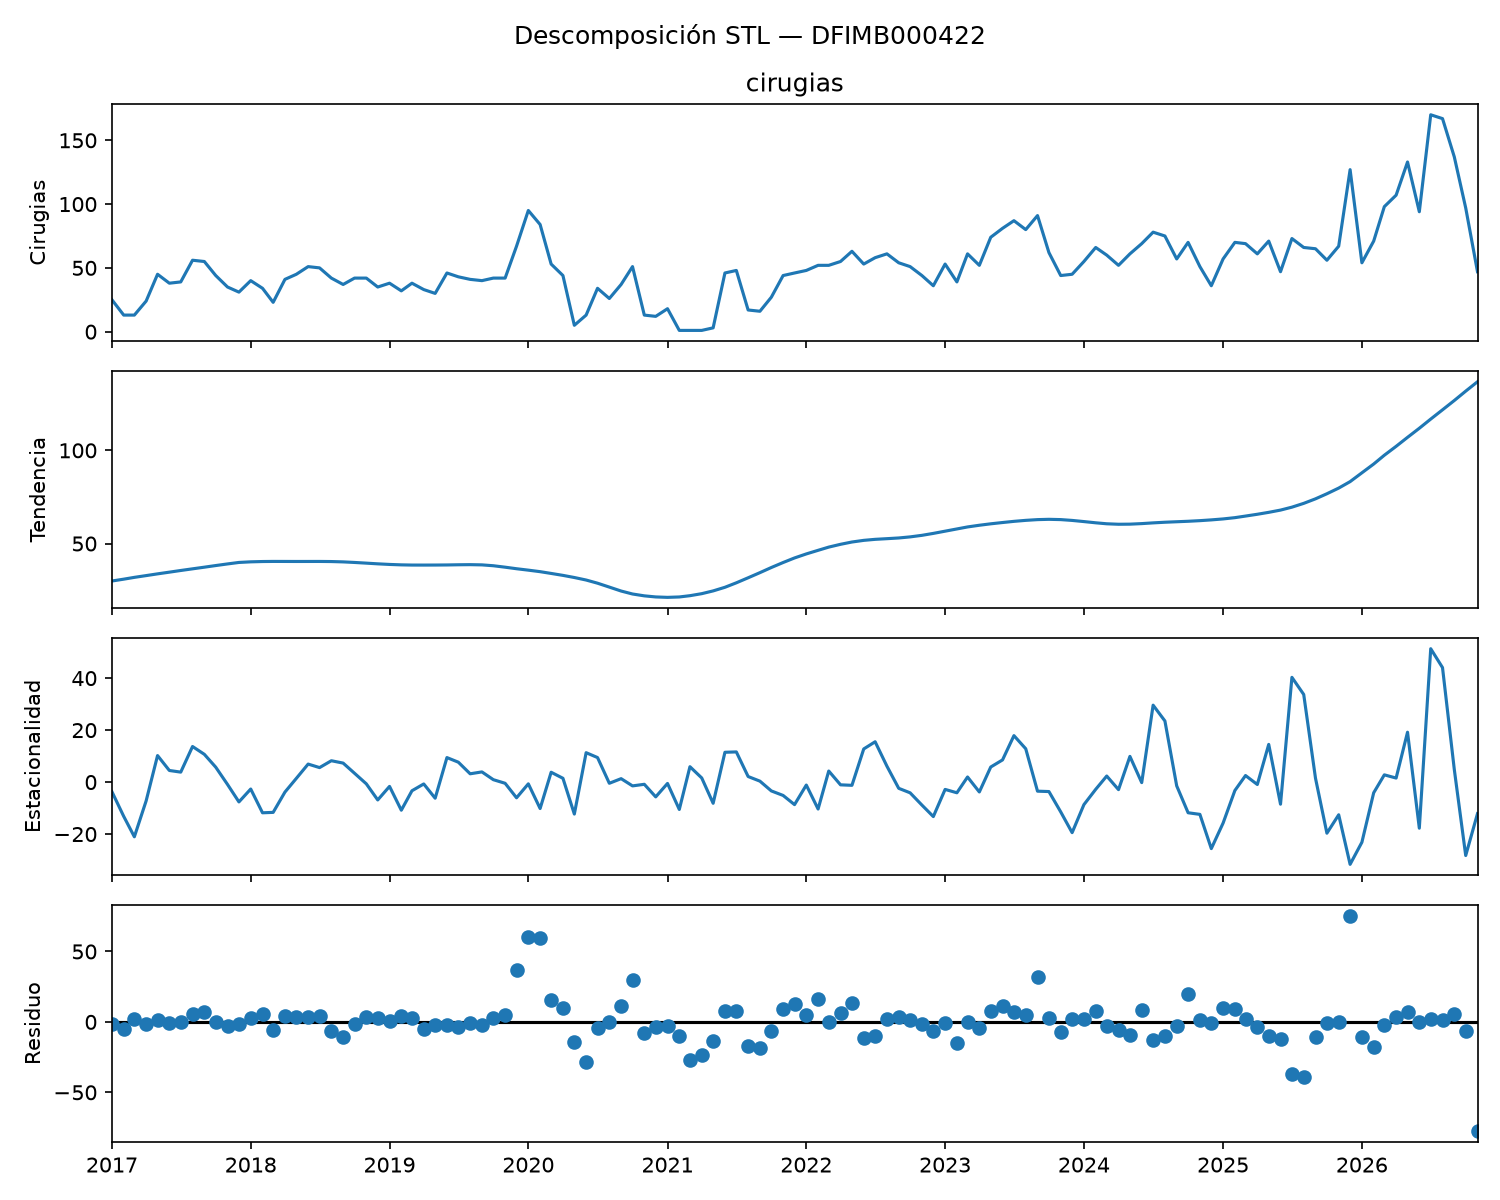 Descomposición STL — DFIMB000422
cirugias
150
100
50
0
Cirugias
100
50
Tendencia
40
20
0
−20
Estacionalidad
50
0
−50
Residuo
2017 2018 2019 2020 2021 2022 2023 2024 2025 2026